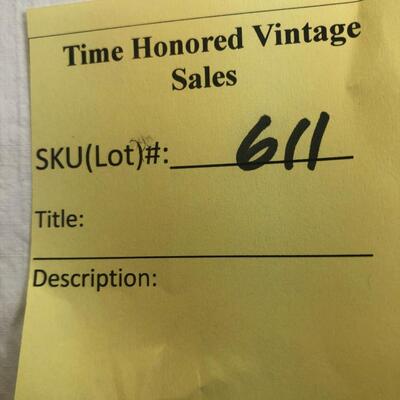 Time Honored Vintage
Sales
SKU(Lot)#: 611
Title:
Description: